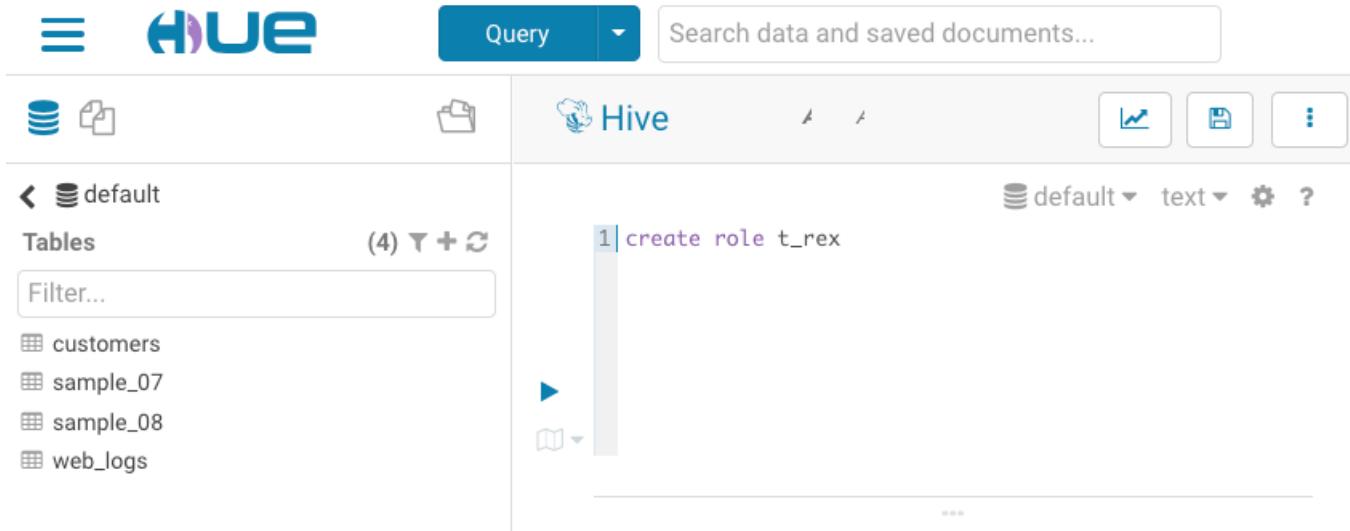 HUE
Query
Search data and saved documents...
Hive
default
Tables
(4)
Filter...
customers
sample_07
sample_08
web_logs
default
text
?
1 create role t_rex